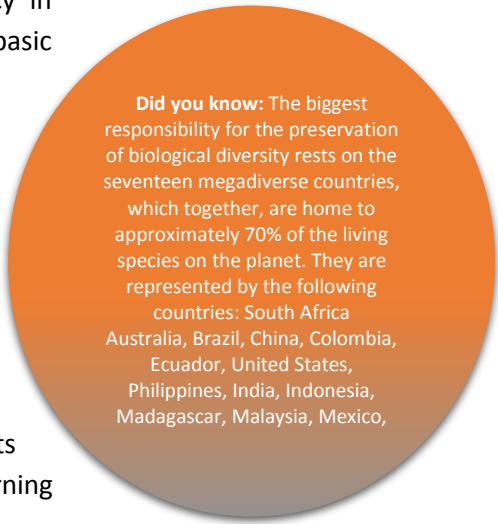 y in
basic
Did you know: The biggest
responsibility for the preservation
of biological diversity rests on the
seventeen megadiverse countries,
which together, are home to
approximately 70% of the living
species on the planet. They are
represented by the following
countries: South Africa
Australia, Brazil, China, Colombia,
Ecuador, United States,
Philippines, India, Indonesia,
Madagascar, Malaysia, Mexico,
ts
rning